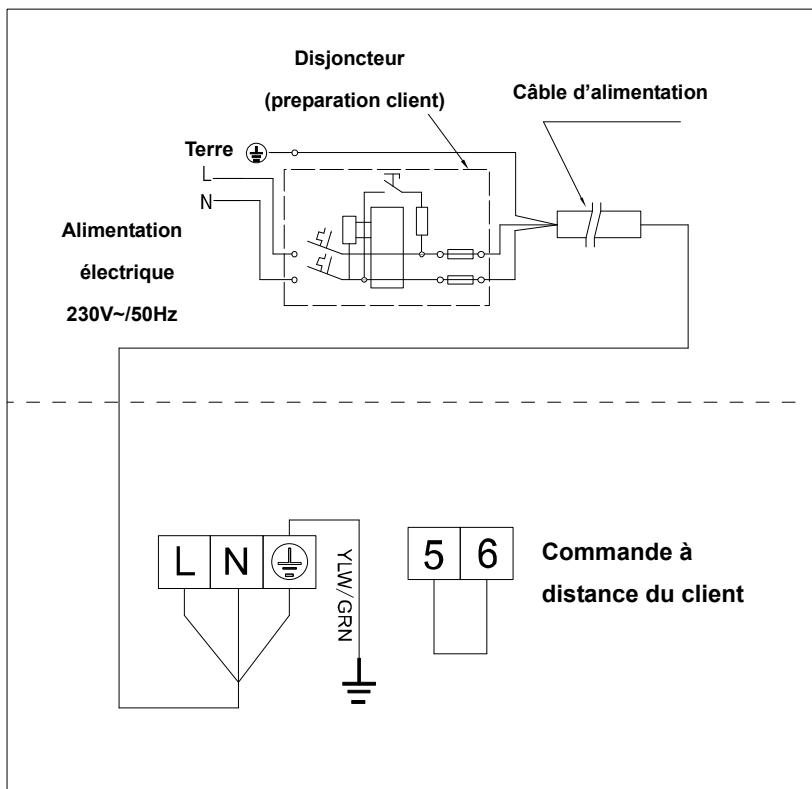 Disjoncteur
(preparation client)
Câble d'alimentation
Terre
L
N
Alimentation
électrique
230V~/50Hz
L N
YLW/GRN
5 6
Commande à
distance du client